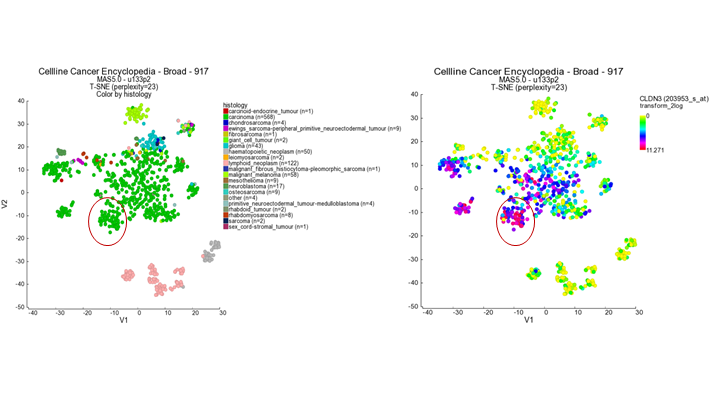 Cellline Cancer Encyclopedia - Broad - 917
MAS5.0 - u133p2
T-SNE (perplexity=23)
Color by histology
V2
40
30
20
10
0
-10
-20
-30
-40
-50
-40
-30
-20
-10
0
10
20
30
V1
histology
carcinoid-endocrine_tumour (n=1)
carcinoma (n=568)
chondrosarcoma (n=4)
ewings_sarcoma-peripheral_primitive_neuroectodermal_tumour (n=9)
fibrosarcoma (n=1)
giant_cell_tumour (n=2)
glioma (n=43)
haematopoietic_neoplasm (n=50)
leiomyosarcoma (n=2)
lymphoid_neoplasm (n=122)
malignant_fibrous_histiocytoma-pleomorphic_sarcoma (n=1)
malignant_melanoma (n=58)
mesothelioma (n=9)
neuroblastoma (n=17)
osteosarcoma (n=9)
other (n=4)
primitive_neuroectodermal_tumour-medulloblastoma (n=4)
rhabdoid_tumour (n=2)
rhabdomyosarcoma (n=8)
sarcoma (n=2)
sex_cord-stromal_tumour (n=1)
Cellline Cancer Encyclopedia - Broad - 917
MAS5.0 - u133p2
T-SNE (perplexity=23)
40
30
20
10
0
-10
-20
-30
-40
-50
-40
-30
-20
-10
0
10
20
30
V1
CLDN3 (203953_s_at)
transform_2log
0
11.271